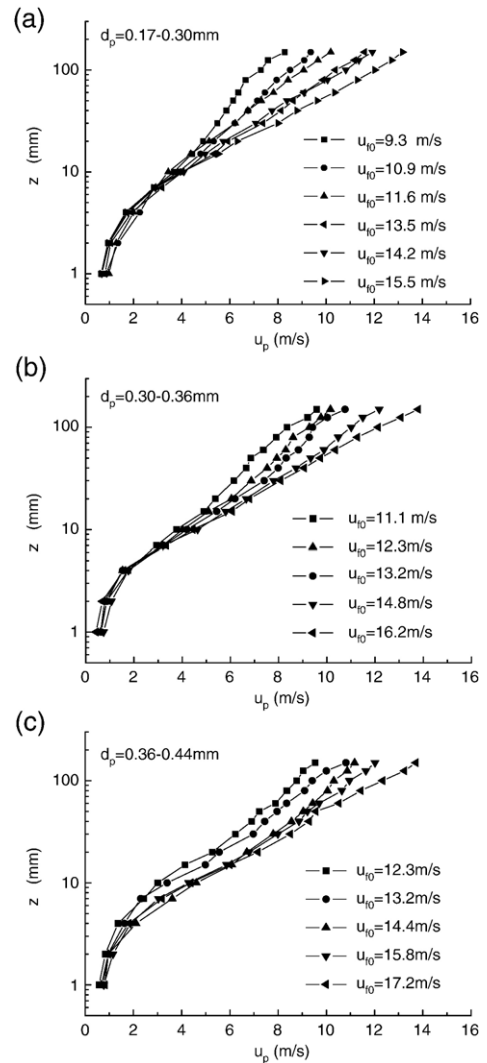 (a)
d_p=0.17-0.30mm
100
10
1
z (mm)
u_f0=9.3 m/s
u_f0=10.9 m/s
u_f0=11.6 m/s
u_f0=13.5 m/s
u_f0=14.2 m/s
u_f0=15.5 m/s
0 2 4 6 8 10 12 14 16
u_p (m/s)
(b)
d_p=0.30-0.36mm
100
10
1
z (mm)
u_f0=11.1 m/s
u_f0=12.3m/s
u_f0=13.2m/s
u_f0=14.8m/s
u_f0=16.2m/s
0 2 4 6 8 10 12 14 16
u_p (m/s)
(c)
d_p=0.36-0.44mm
100
10
1
z (mm)
u_f0=12.3m/s
u_f0=13.2m/s
u_f0=14.4m/s
u_f0=15.8m/s
u_f0=17.2m/s
0 2 4 6 8 10 12 14 16
u_p (m/s)